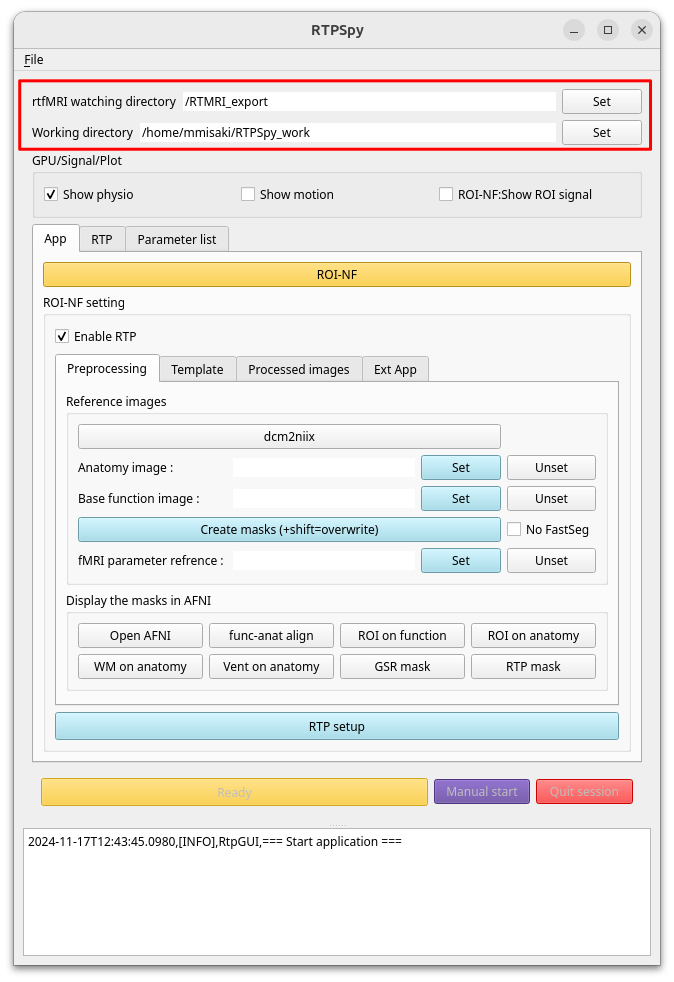 RTPSpy
File
rtfMRI watching directory /RTMRI_export Set
Working directory /home/mmisaki/RTPSpy_work Set
GPU/Signal/Plot
Show physio Show motion ROI-NF:Show ROI signal
App RTP Parameter list
ROI-NF
ROI-NF setting
Enable RTP
Preprocessing Template Processed images Ext App
Reference images
dcm2niix
Anatomy image : Set Unset
Base function image : Set Unset
Create masks (+shift=overwrite) No FastSeg
fMRI parameter refrence : Set Unset
Display the masks in AFNI
Open AFNI func-anat align ROI on function ROI on anatomy
WM on anatomy Vent on anatomy GSR mask RTP mask
RTP setup
Ready Manual start Quit session
2024-11-17T12:43:45.0980,[INFO],RtpGUI,=== Start application ===